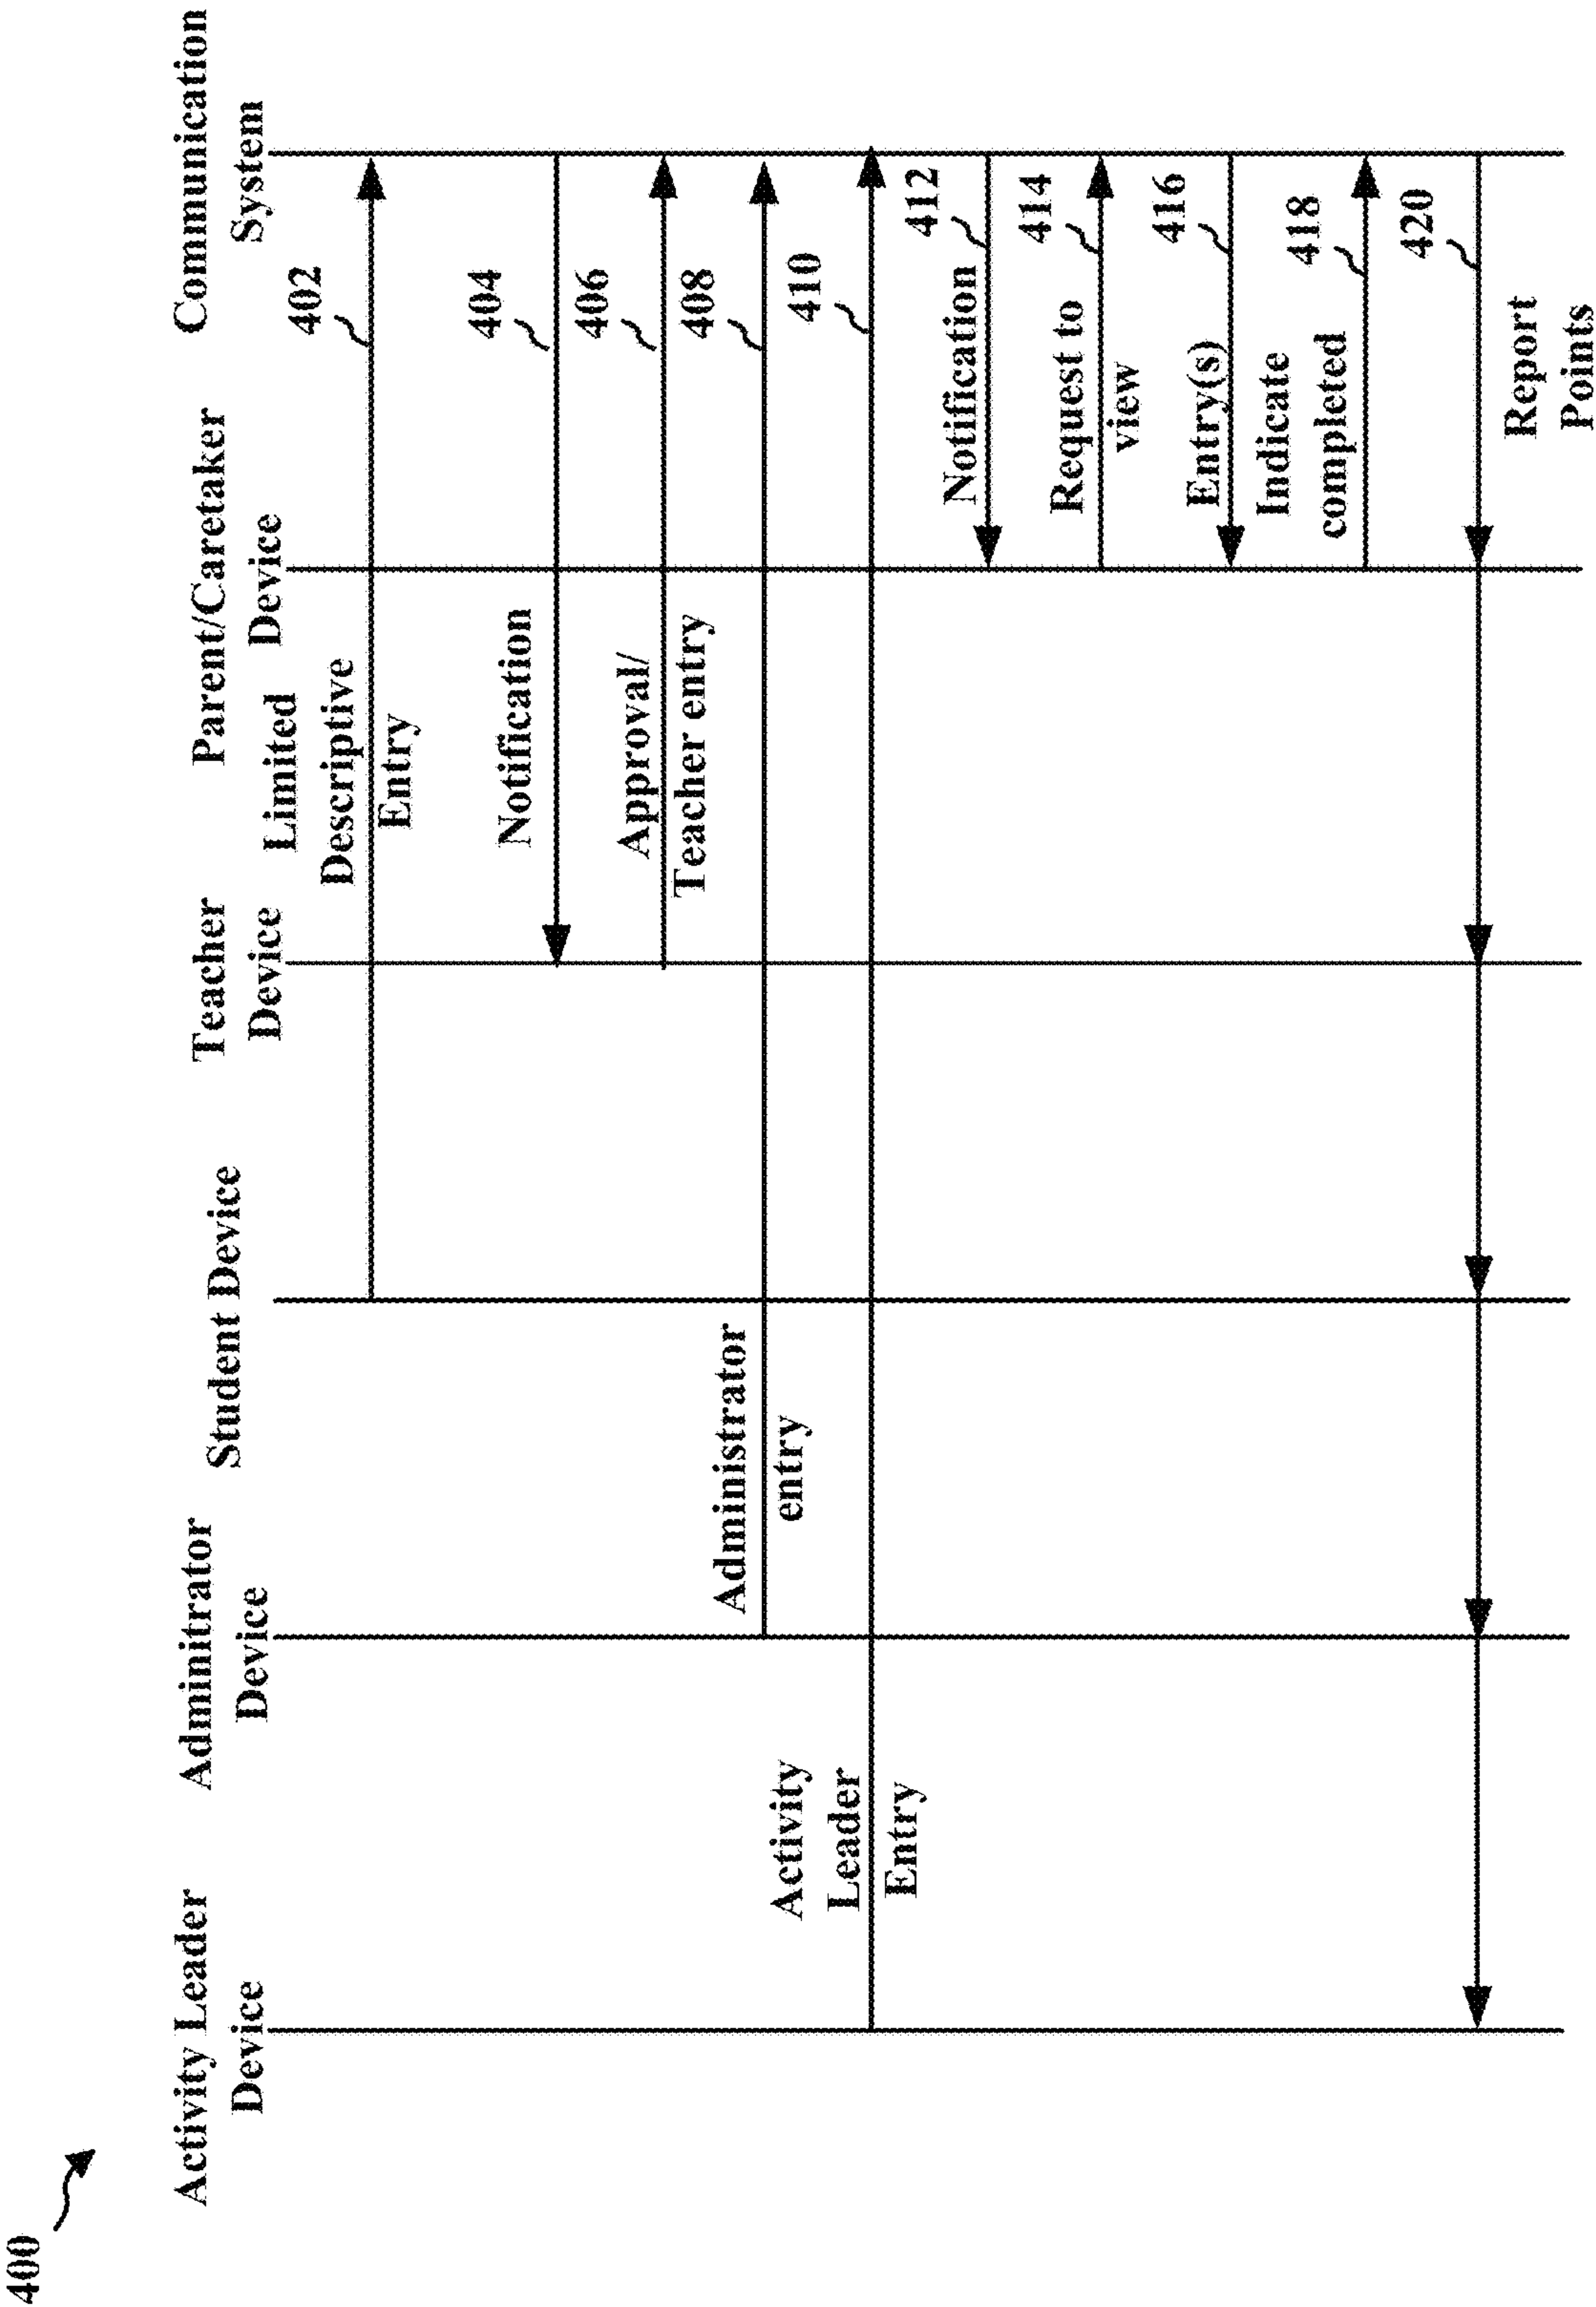 400
Activity Leader
Device
Adminitrator
Device
Student Device
Teacher
Device
Parent/Caretaker
Device
Communication
System
402
Limited
Descriptive
Entry
404
Notification
406
Approval/
Teacher entry
408
Administrator
entry
410
Activity
Leader
Entry
412
Notification
414
Request to
view
416
Entry(s)
418
Indicate
completed
420
Report
Points